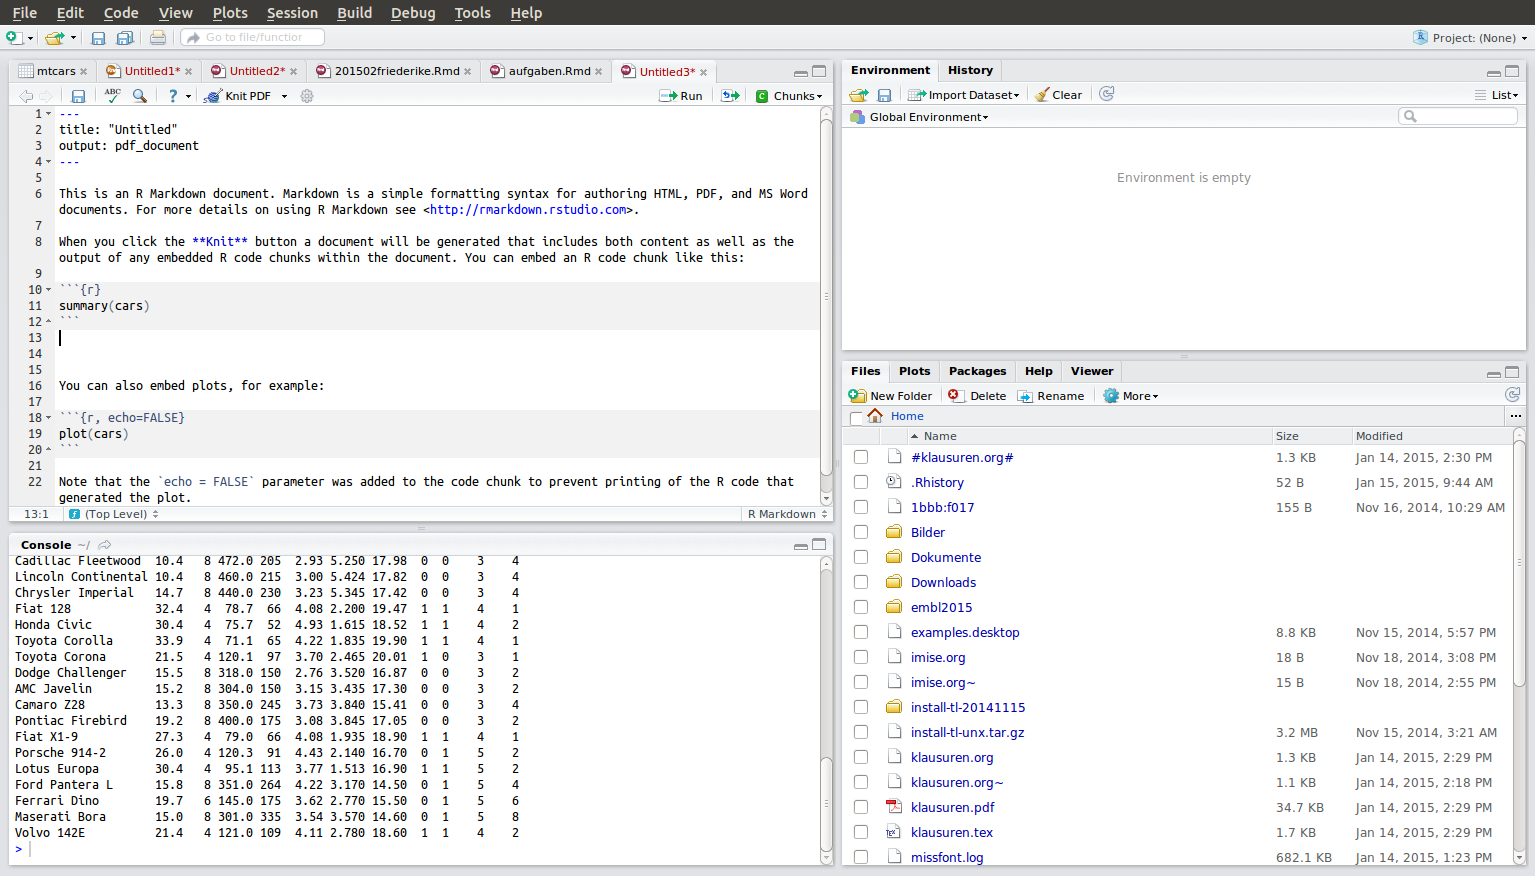 File Edit Code View Plots Session Build Debug Tools Help
Go to file/function
Project: (None)
mtcars
Untitled1*
Untitled2*
201502friederike.Rmd
aufgaben.Rmd
Untitled3*
ABC
?
Knit PDF
Run
Chunks
1 ---
2 title: "Untitled"
3 output: pdf_document
4 ---
5
6 This is an R Markdown document. Markdown is a simple formatting syntax for authoring HTML, PDF, and MS Word
documents. For more details on using R Markdown see <http://rmarkdown.rstudio.com>.
7
8 When you click the **Knit** button a document will be generated that includes both content as well as the
output of any embedded R code chunks within the document. You can embed an R code chunk like this:
9
10 ```{r}
11 summary(cars)
12 ```
13
14
15
16 You can also embed plots, for example:
17
18 ```{r, echo=FALSE}
19 plot(cars)
20 ```
21
22 Note that the `echo = FALSE` parameter was added to the code chunk to prevent printing of the R code that
generated the plot.
13:1 (Top Level) R Markdown
Console ~/
Cadillac Fleetwood 10.4 8 472.0 205 2.93 5.250 17.98 0 0 3 4
Lincoln Continental 10.4 8 460.0 215 3.00 5.424 17.82 0 0 3 4
Chrysler Imperial 14.7 8 440.0 230 3.23 5.345 17.42 0 0 3 4
Fiat 128 32.4 4 78.7 66 4.08 2.200 19.47 1 1 4 1
Honda Civic 30.4 4 75.7 52 4.93 1.615 18.52 1 1 4 2
Toyota Corolla 33.9 4 71.1 65 4.22 1.835 19.90 1 1 4 1
Toyota Corona 21.5 4 120.1 97 3.70 2.465 20.01 1 0 3 1
Dodge Challenger 15.5 8 318.0 150 2.76 3.520 16.87 0 0 3 2
AMC Javelin 15.2 8 304.0 150 3.15 3.435 17.30 0 0 3 2
Camaro Z28 13.3 8 350.0 245 3.73 3.840 15.41 0 0 3 4
Pontiac Firebird 19.2 8 400.0 175 3.08 3.845 17.05 0 0 3 2
Fiat X1-9 27.3 4 79.0 66 4.08 1.935 18.90 1 1 4 1
Porsche 914-2 26.0 4 120.3 91 4.43 2.140 16.70 0 1 5 2
Lotus Europa 30.4 4 95.1 113 3.77 1.513 16.90 1 1 5 2
Ford Pantera L 15.8 8 351.0 264 4.22 3.170 14.50 0 1 5 4
Ferrari Dino 19.7 6 145.0 175 3.62 2.770 15.50 0 1 5 6
Maserati Bora 15.0 8 301.0 335 3.54 3.570 14.60 0 1 5 8
Volvo 142E 21.4 4 121.0 109 4.11 2.780 18.60 1 1 4 2
>
Environment History
Import Dataset Clear List
Global Environment
Environment is empty
Files Plots Packages Help Viewer
New Folder Delete Rename More
Home ...
Name Size Modified
#klausuren.org# 1.3 KB Jan 14, 2015, 2:30 PM
.Rhistory 52 B Jan 15, 2015, 9:44 AM
1bbb:f017 155 B Nov 16, 2014, 10:29 AM
Bilder
Dokumente
Downloads
embl2015
examples.desktop 8.8 KB Nov 15, 2014, 5:57 PM
imise.org 18 B Nov 18, 2014, 3:08 PM
imise.org~ 15 B Nov 18, 2014, 2:55 PM
install-tl-20141115
install-tl-unx.tar.gz 3.2 MB Nov 15, 2014, 3:21 AM
klausuren.org 1.3 KB Jan 14, 2015, 2:29 PM
klausuren.org~ 1.1 KB Jan 14, 2015, 2:18 PM
klausuren.pdf 34.7 KB Jan 14, 2015, 2:29 PM
klausuren.tex 1.7 KB Jan 14, 2015, 2:29 PM
missfont.log 682.1 KB Jan 14, 2015, 1:23 PM